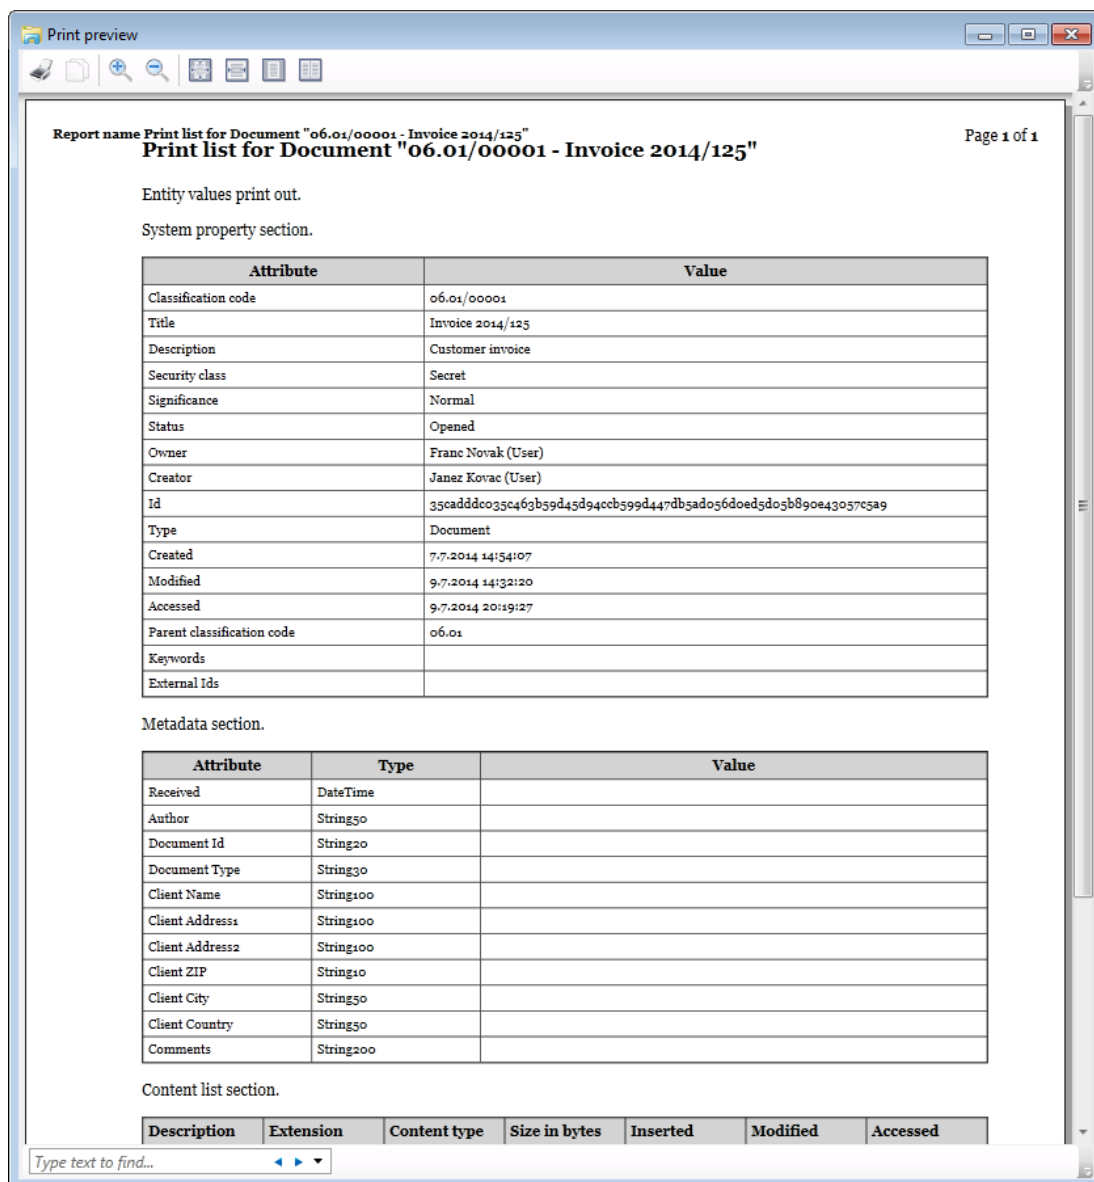 Print preview
Report name Print list for Document "06.01/00001 - Invoice 2014/125"
Page 1 of 1
Print list for Document "06.01/00001 - Invoice 2014/125"
Entity values print out.
System property section.
Attribute Value
Classification code 06.01/00001
Title Invoice 2014/125
Description Customer invoice
Security class Secret
Significance Normal
Status Opened
Owner Franc Novak (User)
Creator Janez Kovac (User)
Id 35cadddc035c463b59d45d94ccb599d447db5ad056d0ed5d05b890e43057c5a9
Type Document
Created 7.7.2014 14:54:07
Modified 9.7.2014 14:32:20
Accessed 9.7.2014 20:19:27
Parent classification code 06.01
Keywords
External Ids
Metadata section.
Attribute Type Value
Received DateTime
Author String50
Document Id String20
Document Type String30
Client Name String100
Client Address1 String100
Client Address2 String100
Client ZIP String10
Client City String50
Client Country String50
Comments String200
Content list section.
Description Extension Content type Size in bytes Inserted Modified Accessed
Type text to find...